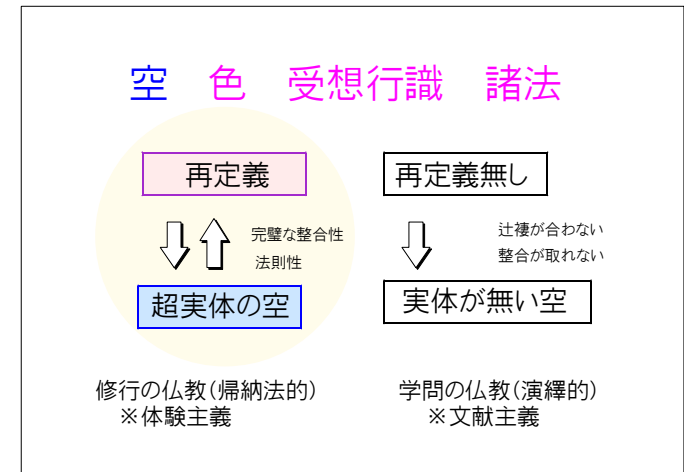 空 色 受想行識 諸法
再定義
再定義無し
完璧な整合性
法則性
辻褄が合わない
整合が取れない
超実体の空
実体が無い空
修行の仏教(帰納法的)
※体験主義
学問の仏教(演繹的)
※文献主義